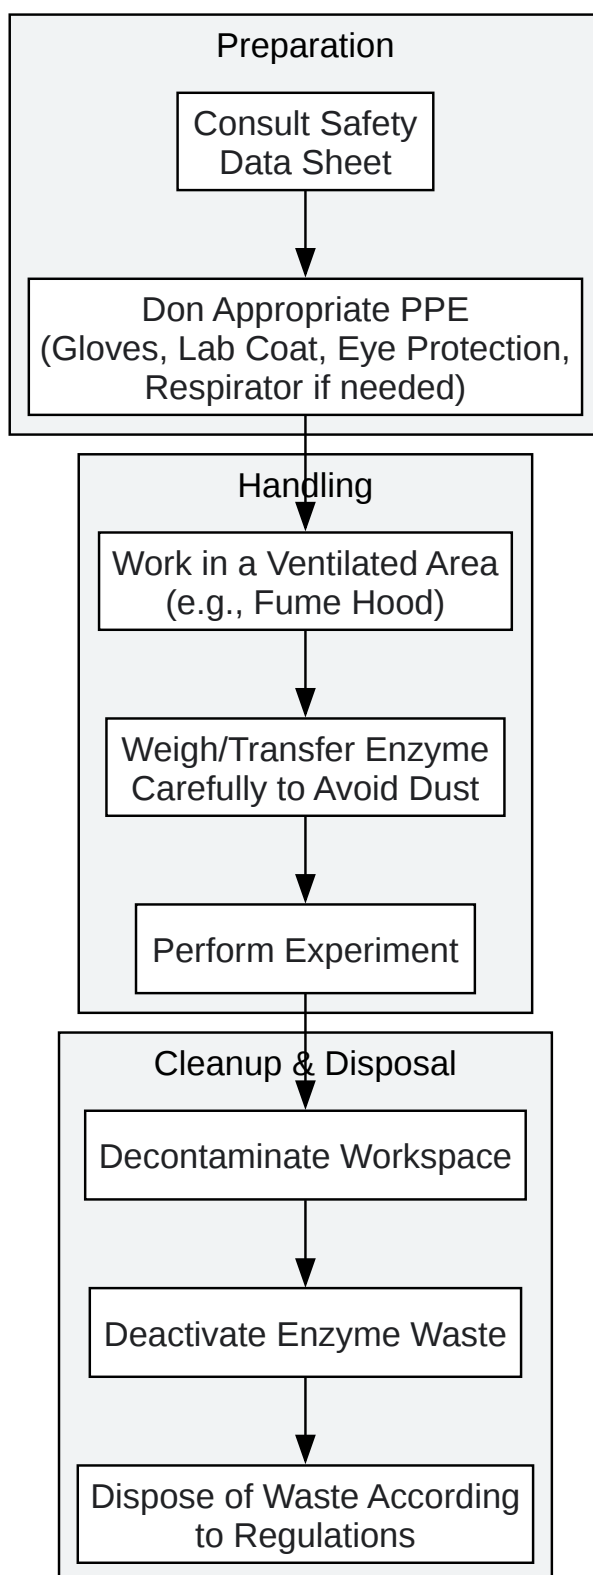 Preparation
Consult Safety
Data Sheet
Don Appropriate PPE
(Gloves, Lab Coat, Eye Protection,
Respirator if needed)
Handling
Work in a Ventilated Area
(e.g., Fume Hood)
Weigh/Transfer Enzyme
Carefully to Avoid Dust
Perform Experiment
Cleanup & Disposal
Decontaminate Workspace
Deactivate Enzyme Waste
Dispose of Waste According
to Regulations